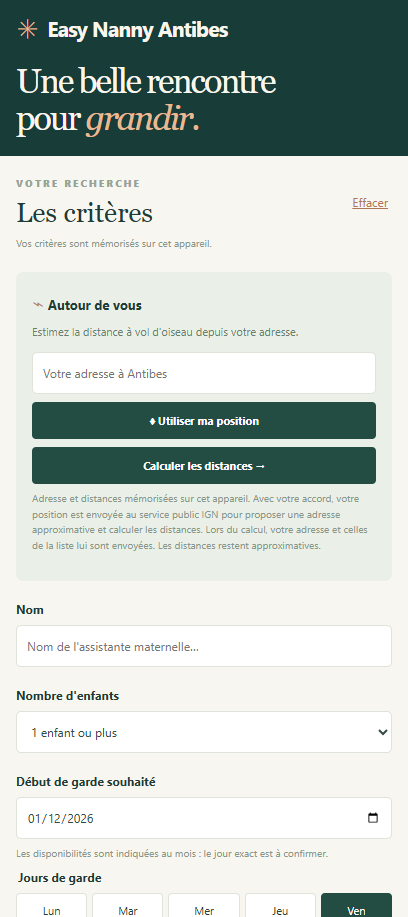 Easy Nanny Antibes
Une belle rencontre
pour grandir.
VOTRE RECHERCHE
Les critères
Effacer
Vos critères sont mémorisés sur cet appareil.
Autour de vous
Estimez la distance à vol d'oiseau depuis votre adresse.
Votre adresse à Antibes
Utiliser ma position
Calculer les distances →
Adresse et distances mémorisées sur cet appareil. Avec votre accord, votre
position est envoyée au service public IGN pour proposer une adresse
approximative et calculer les distances. Lors du calcul, votre adresse et celles
de la liste lui sont envoyées. Les distances restent approximatives.
Nom
Nom de l'assistante maternelle...
Nombre d'enfants
1 enfant ou plus
Début de garde souhaité
01/12/2026
Les disponibilités sont indiquées au mois : le jour exact est à confirmer.
Jours de garde
Lun Mar Mer Jeu Ven